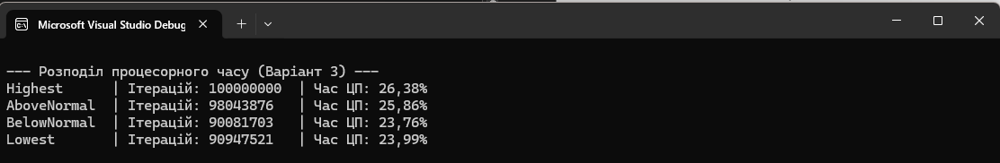 Microsoft Visual Studio Debug
--- Розподіл процесорного часу (Варіант 3) ---
Highest | Ітерацій: 100000000 | Час ЦП: 26,38%
AboveNormal | Ітерацій: 98043876 | Час ЦП: 25,86%
BelowNormal | Ітерацій: 90081703 | Час ЦП: 23,76%
Lowest | Ітерацій: 90947521 | Час ЦП: 23,99%